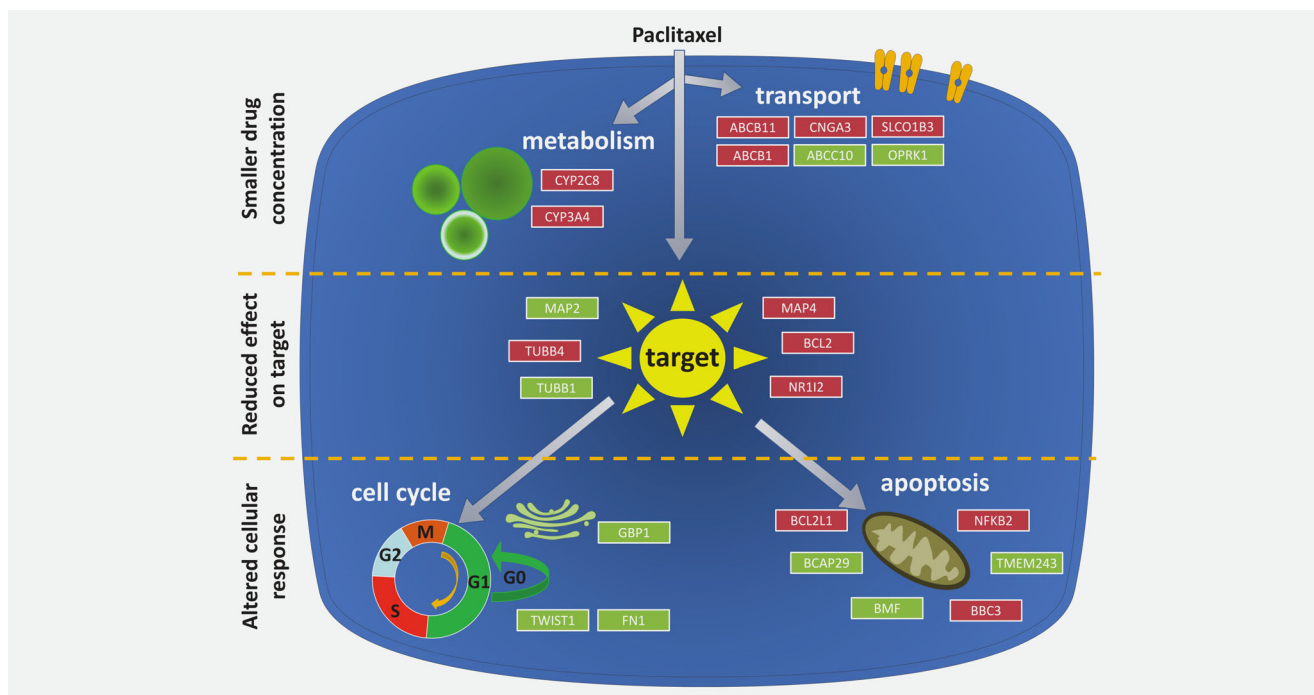 Paclitaxel
Smaller drug
concentration
transport
ABCB11 CNGA3 SLCO1B3
ABCB1 ABCC10 OPRK1
metabolism
CYP2C8
CYP3A4
Reduced effect
on target
MAP2
TUBB4
TUBB1
target
MAP4
BCL2
NR1I2
Altered cellular
response
cell cycle
M
G2
G1
S
G0
GBP1
TWIST1 FN1
apoptosis
BCL2L1 NFKB2
BCAP29 TMEM243
BMF BBC3